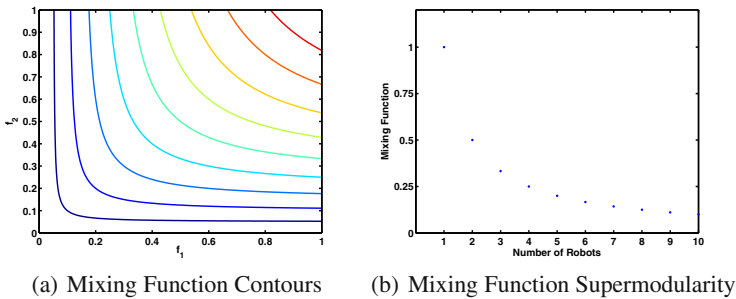 1
0.9
0.8
0.7
0.6
0.5
0.4
0.3
0.2
0.1
0
f2
0 0.2 0.4 0.6 0.8 1
f1
(a) Mixing Function Contours
1
0.75
0.5
0.25
0
Mixing Function
1 2 3 4 5 6 7 8 9 10
Number of Robots
(b) Mixing Function Supermodularity